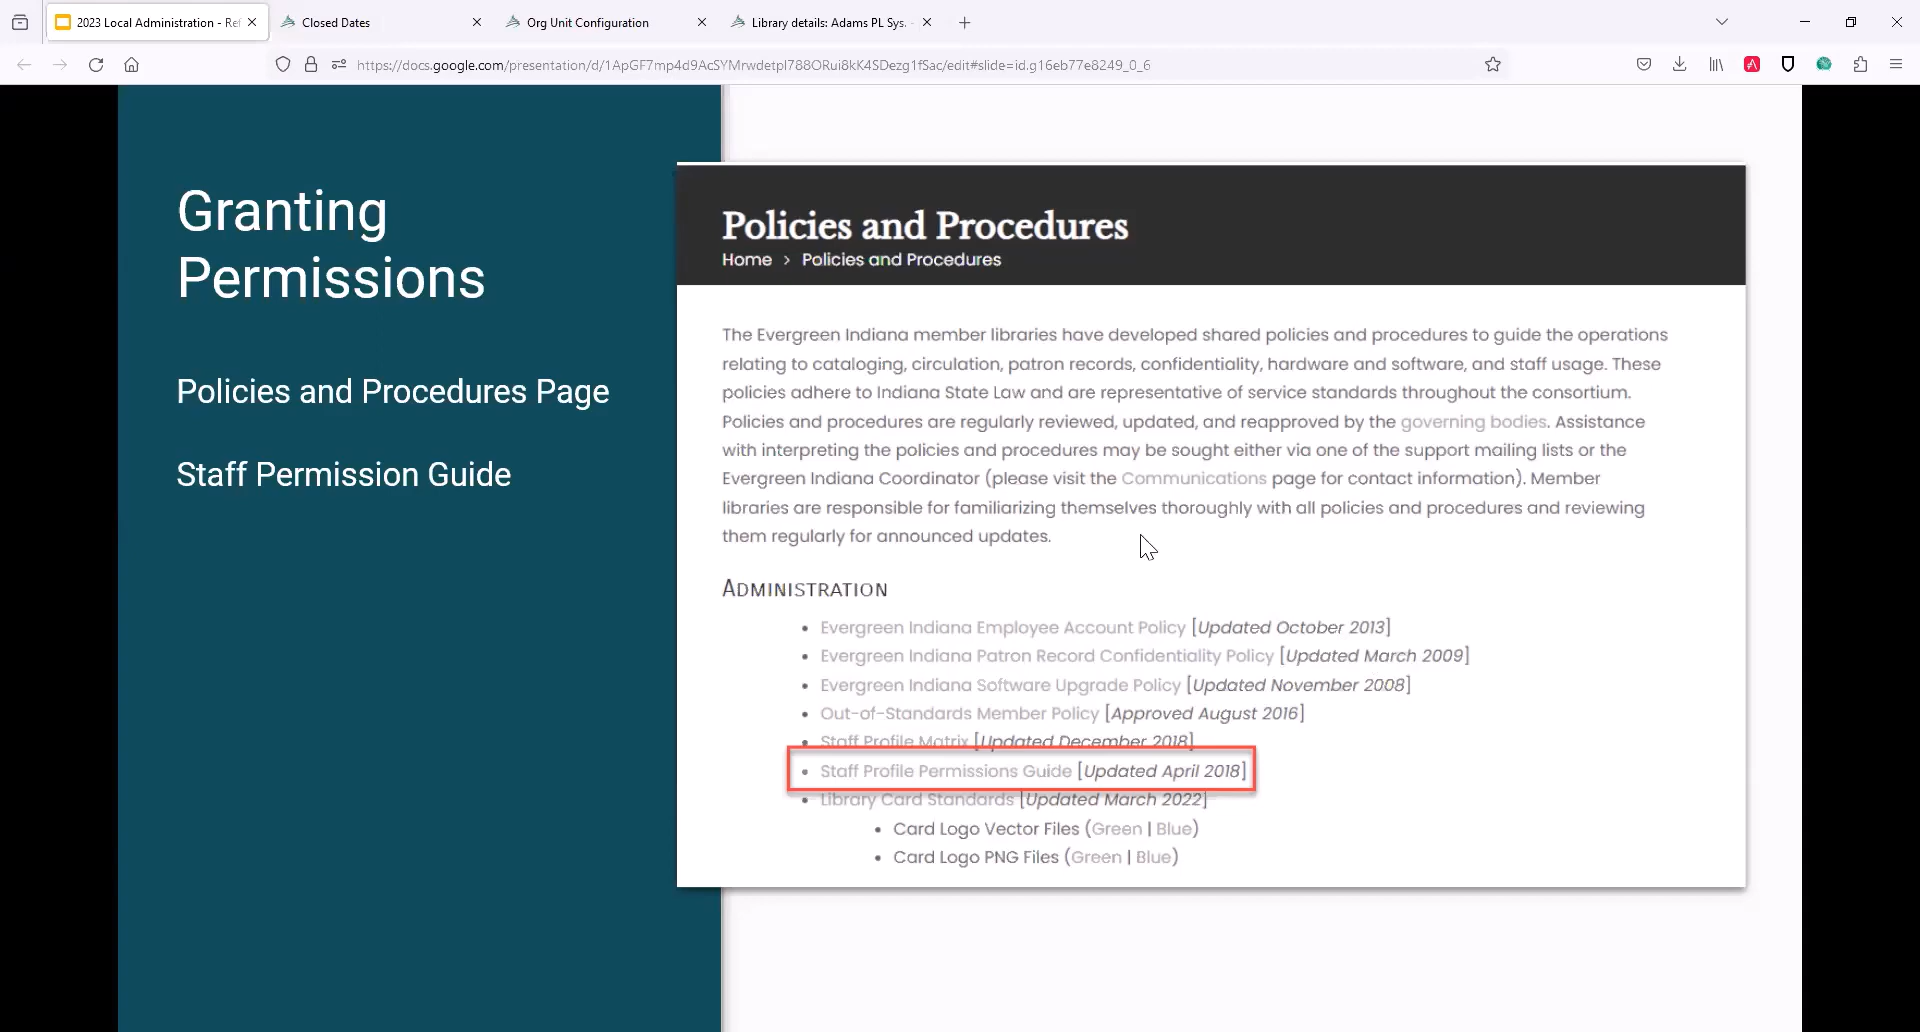 2023 Local Administration - Ref
Closed Dates
Org Unit Configuration
Library details: Adams PL Sys. -
https://docs.google.com/presentation/d/1ApGF7mp4d9AcSYMrwdetpI788ORui8kK4SDezg1fSac/edit#slide=id.g16eb77e8249_0_6
Granting
Permissions
Policies and Procedures Page
Staff Permission Guide
Policies and Procedures
Home > Policies and Procedures
The Evergreen Indiana member libraries have developed shared policies and procedures to guide the operations
relating to cataloging, circulation, patron records, confidentiality, hardware and software, and staff usage. These
policies adhere to Indiana State Law and are representative of service standards throughout the consortium.
Policies and procedures are regularly reviewed, updated, and reapproved by the governing bodies. Assistance
with interpreting the policies and procedures may be sought either via one of the support mailing lists or the
Evergreen Indiana Coordinator (please visit the Communications page for contact information). Member
libraries are responsible for familiarizing themselves thoroughly with all policies and procedures and reviewing
them regularly for announced updates.
ADMINISTRATION
• Evergreen Indiana Employee Account Policy [Updated October 2013]
• Evergreen Indiana Patron Record Confidentiality Policy [Updated March 2009]
• Evergreen Indiana Software Upgrade Policy [Updated November 2008]
• Out-of-Standards Member Policy [Approved August 2016]
• Staff Profile Matrix [Updated December 2018]
• Staff Profile Permissions Guide [Updated April 2018]
• Library Card Standards [Updated March 2022]
• Card Logo Vector Files (Green | Blue)
• Card Logo PNG Files (Green | Blue)